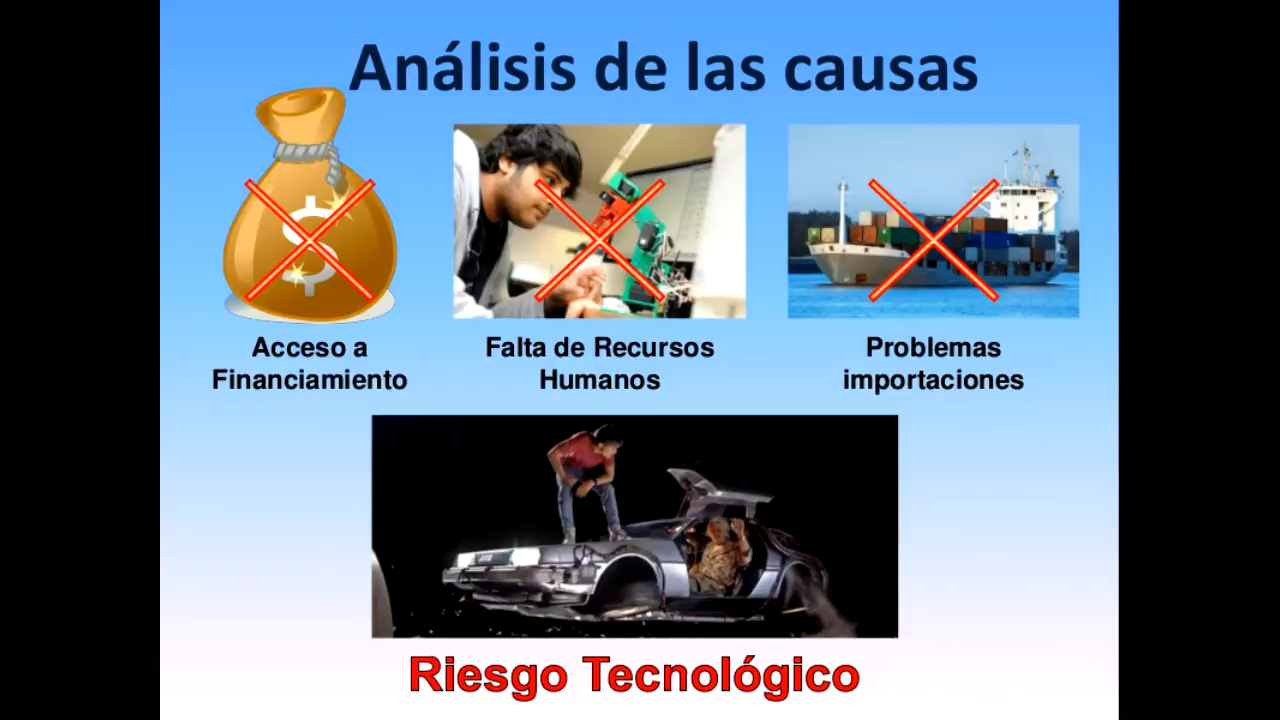 Análisis de las causas
$
Acceso a
Financiamiento
Falta de Recursos
Humanos
Problemas
importaciones
Riesgo Tecnológico